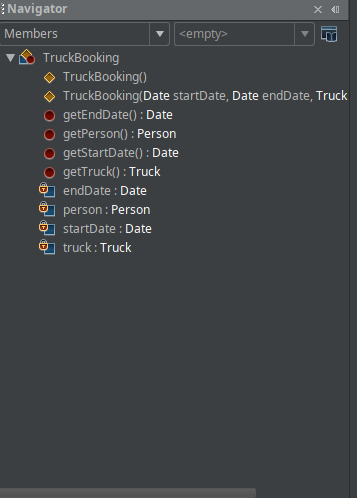 Navigator
Members
<empty>
TruckBooking
TruckBooking()
TruckBooking(Date startDate, Date endDate, Truck
getEndDate() : Date
getPerson() : Person
getStartDate() : Date
getTruck() : Truck
endDate : Date
person : Person
startDate : Date
truck : Truck